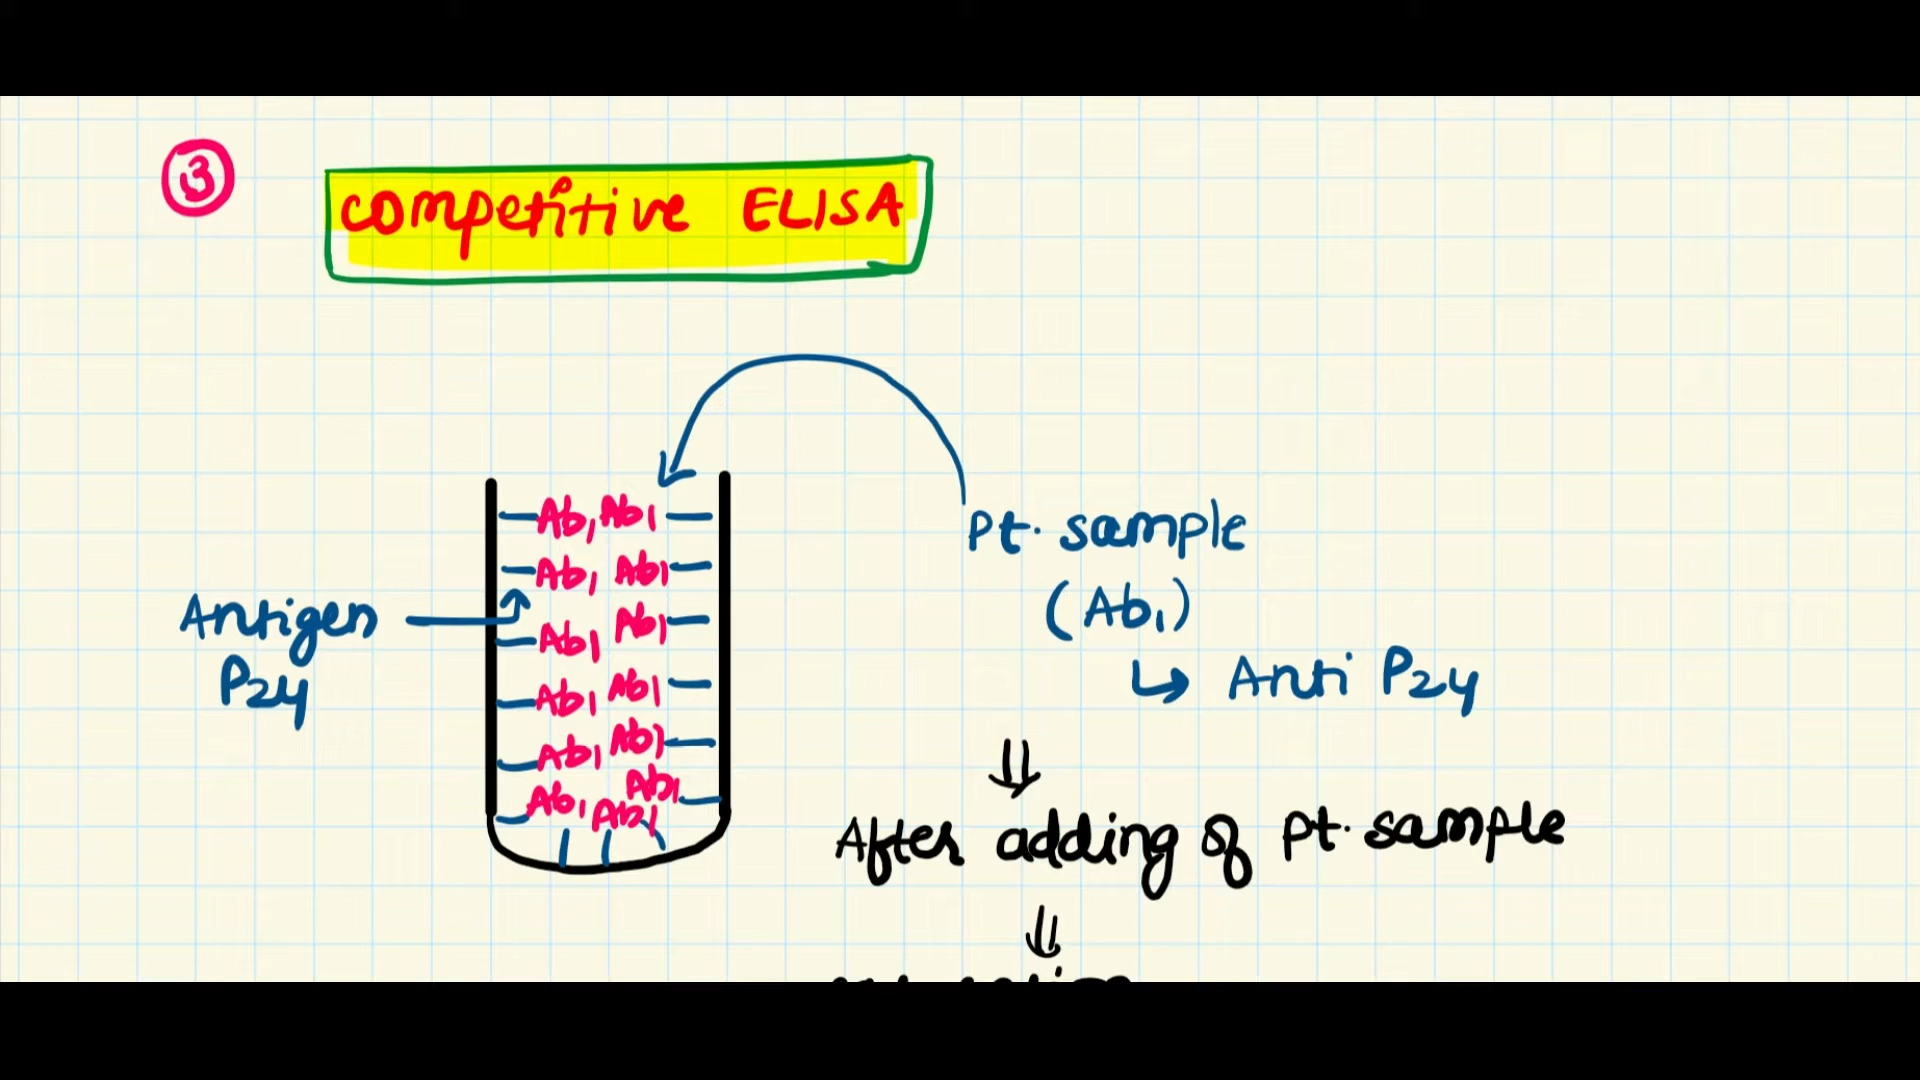 3
competitive ELISA
Ab1 Ab1
Pt. sample
Ab1 Ab1
(Ab1)
Antigen
Ab1 Ab1
P24
Anti P24
Ab1 Ab1
Ab1 Ab1
Ab1 Ab1 Ab1
After adding of pt. sample